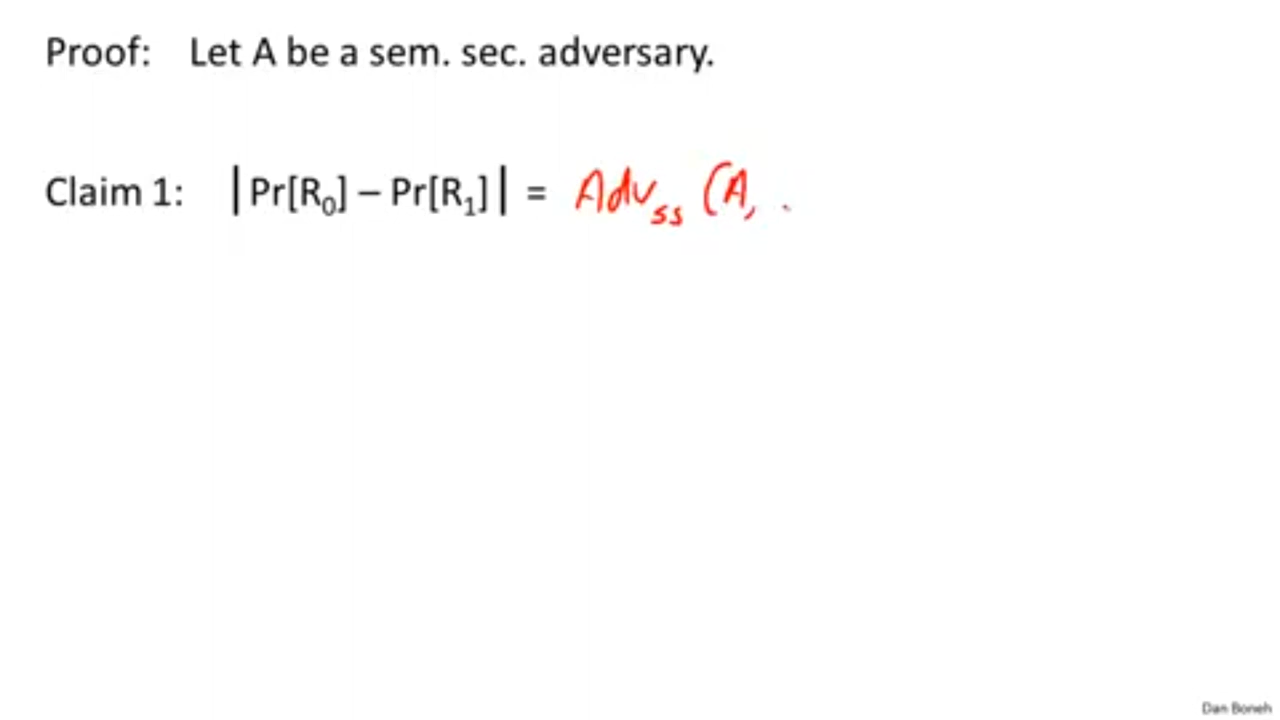 Proof: Let A be a sem. sec. adversary.
Claim 1: |Pr[R₀] – Pr[R₁]| = Adv_ss (A,
Dan Boneh